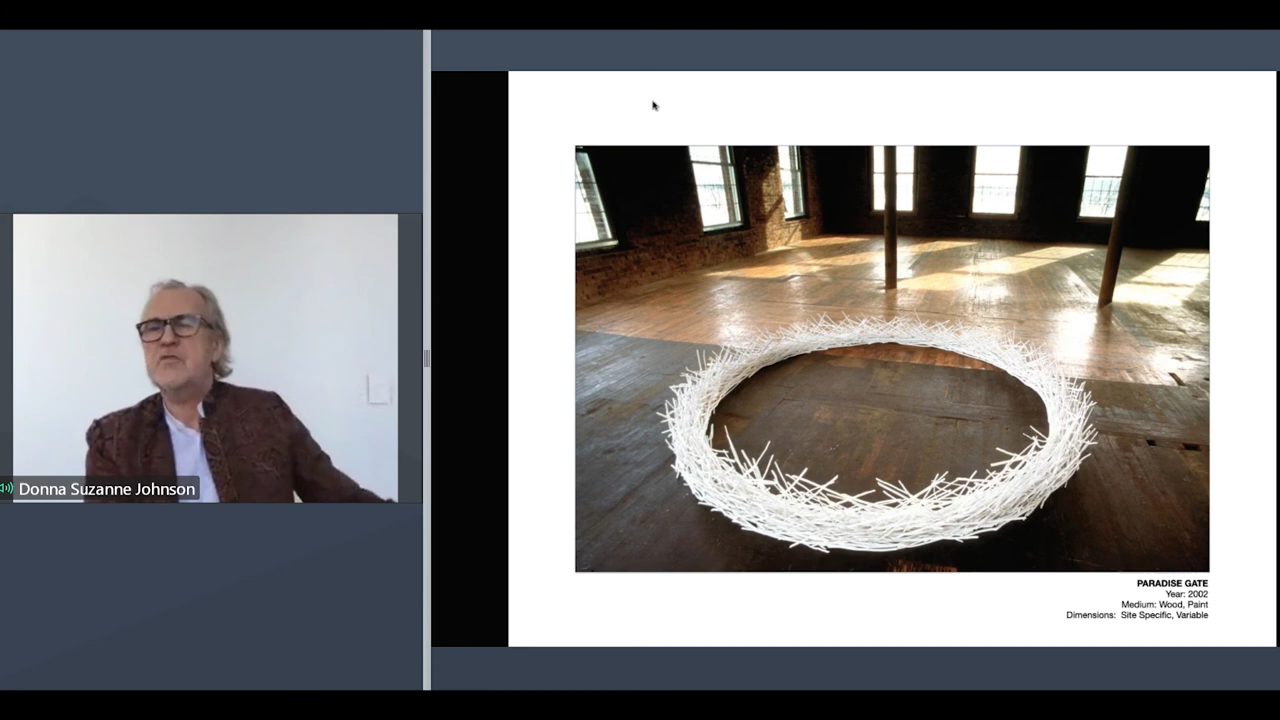 Donna Suzanne Johnson
PARADISE GATE
Year: 2002
Medium: Wood, Paint
Dimensions: Site Specific, Variable